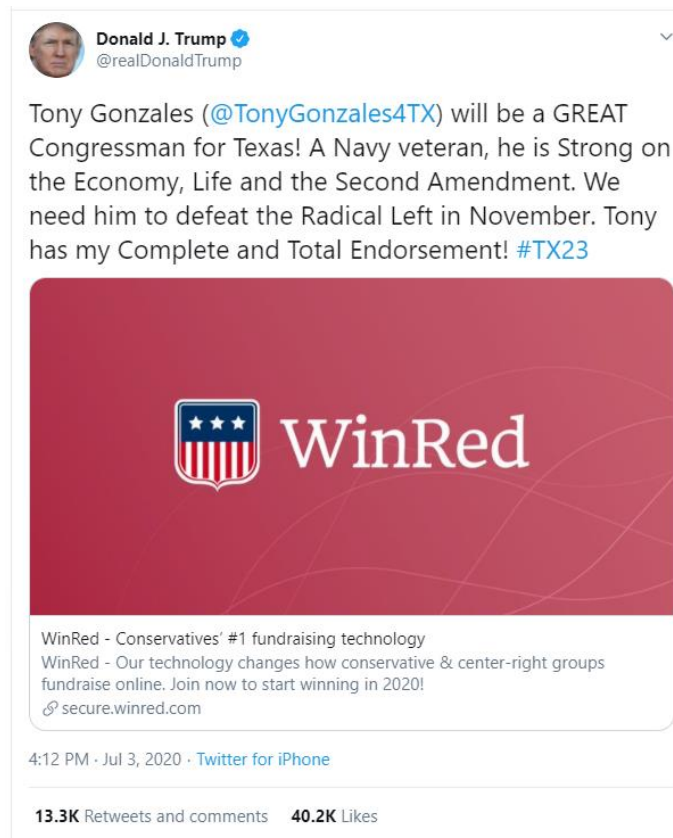 Donald J. Trump
@realDonaldTrump
Tony Gonzales (@TonyGonzales4TX) will be a GREAT
Congressman for Texas! A Navy veteran, he is Strong on
the Economy, Life and the Second Amendment. We
need him to defeat the Radical Left in November. Tony
has my Complete and Total Endorsement! #TX23
WinRed
WinRed - Conservatives’ #1 fundraising technology
WinRed - Our technology changes how conservative & center-right groups
fundraise online. Join now to start winning in 2020!
secure.winred.com
4:12 PM · Jul 3, 2020 · Twitter for iPhone
13.3K Retweets and comments 40.2K Likes